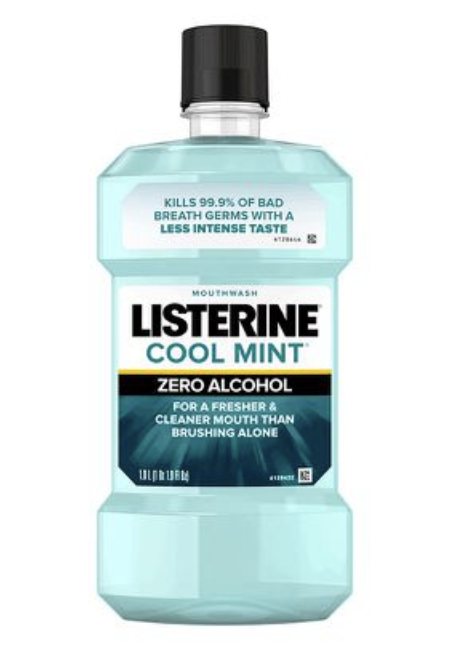 KILLS 99.9% OF BAD
BREATH GERMS WITH A
LESS INTENSE TASTE
MOUTHWASH
LISTERINE
COOL MINT
ZERO ALCOHOL
FOR A FRESHER &
CLEANER MOUTH THAN
BRUSHING ALONE